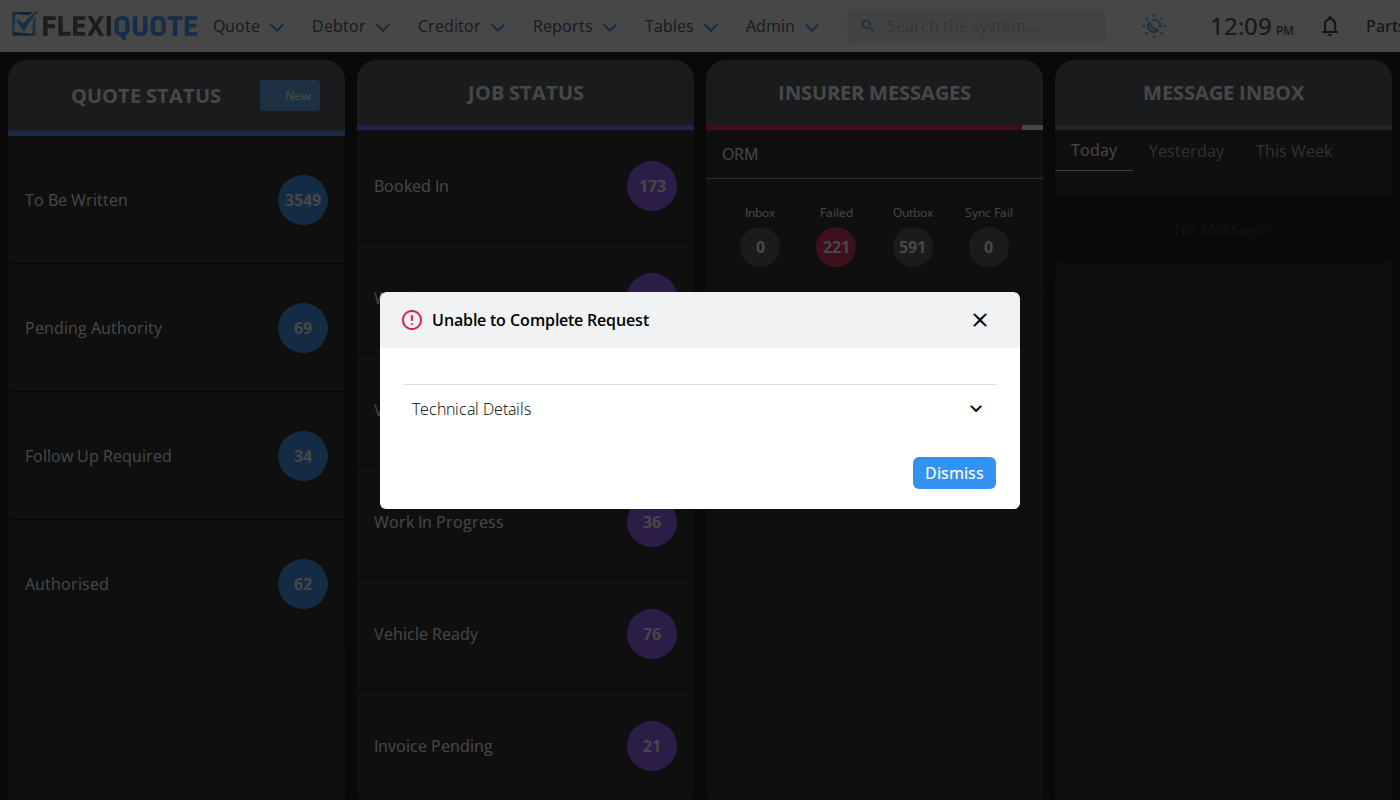 FLEXIQUOTE Quote Debtor Creditor Reports Tables Admin Search the system... 12:09 PM
QUOTE STATUS New
To Be Written 3549
Pending Authority 69
Follow Up Required 34
Authorised 62
JOB STATUS
Booked In 173
Work In Progress 36
Vehicle Ready 76
Invoice Pending 21
INSURER MESSAGES
ORM
Inbox Failed Outbox Sync Fail
0 221 591 0
MESSAGE INBOX
Today Yesterday This Week
No Messages
Unable to Complete Request
Technical Details
Dismiss